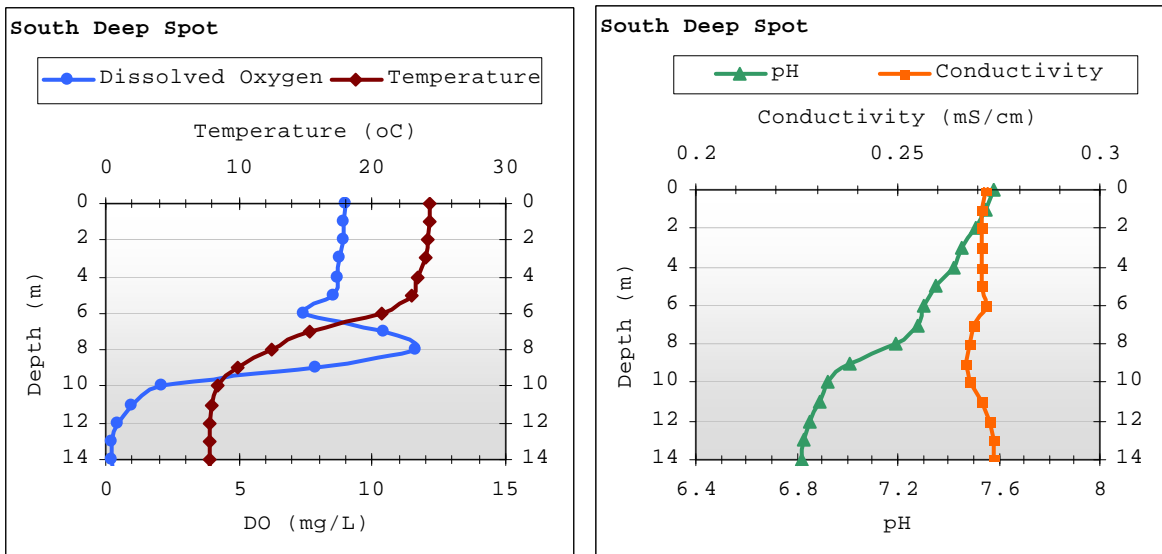 South Deep Spot
Dissolved Oxygen Temperature
Temperature (oC)
0 10 20 30
0 0
2 2
4 4
6 6
8 8
10 10
12 12
14 14
Depth (m)
0 5 10 15
DO (mg/L)
South Deep Spot
pH Conductivity
Conductivity (mS/cm)
0.2 0.25 0.3
0 0
2 2
4 4
6 6
8 8
10 10
12 12
14 14
Depth (m)
6.4 6.8 7.2 7.6 8
pH